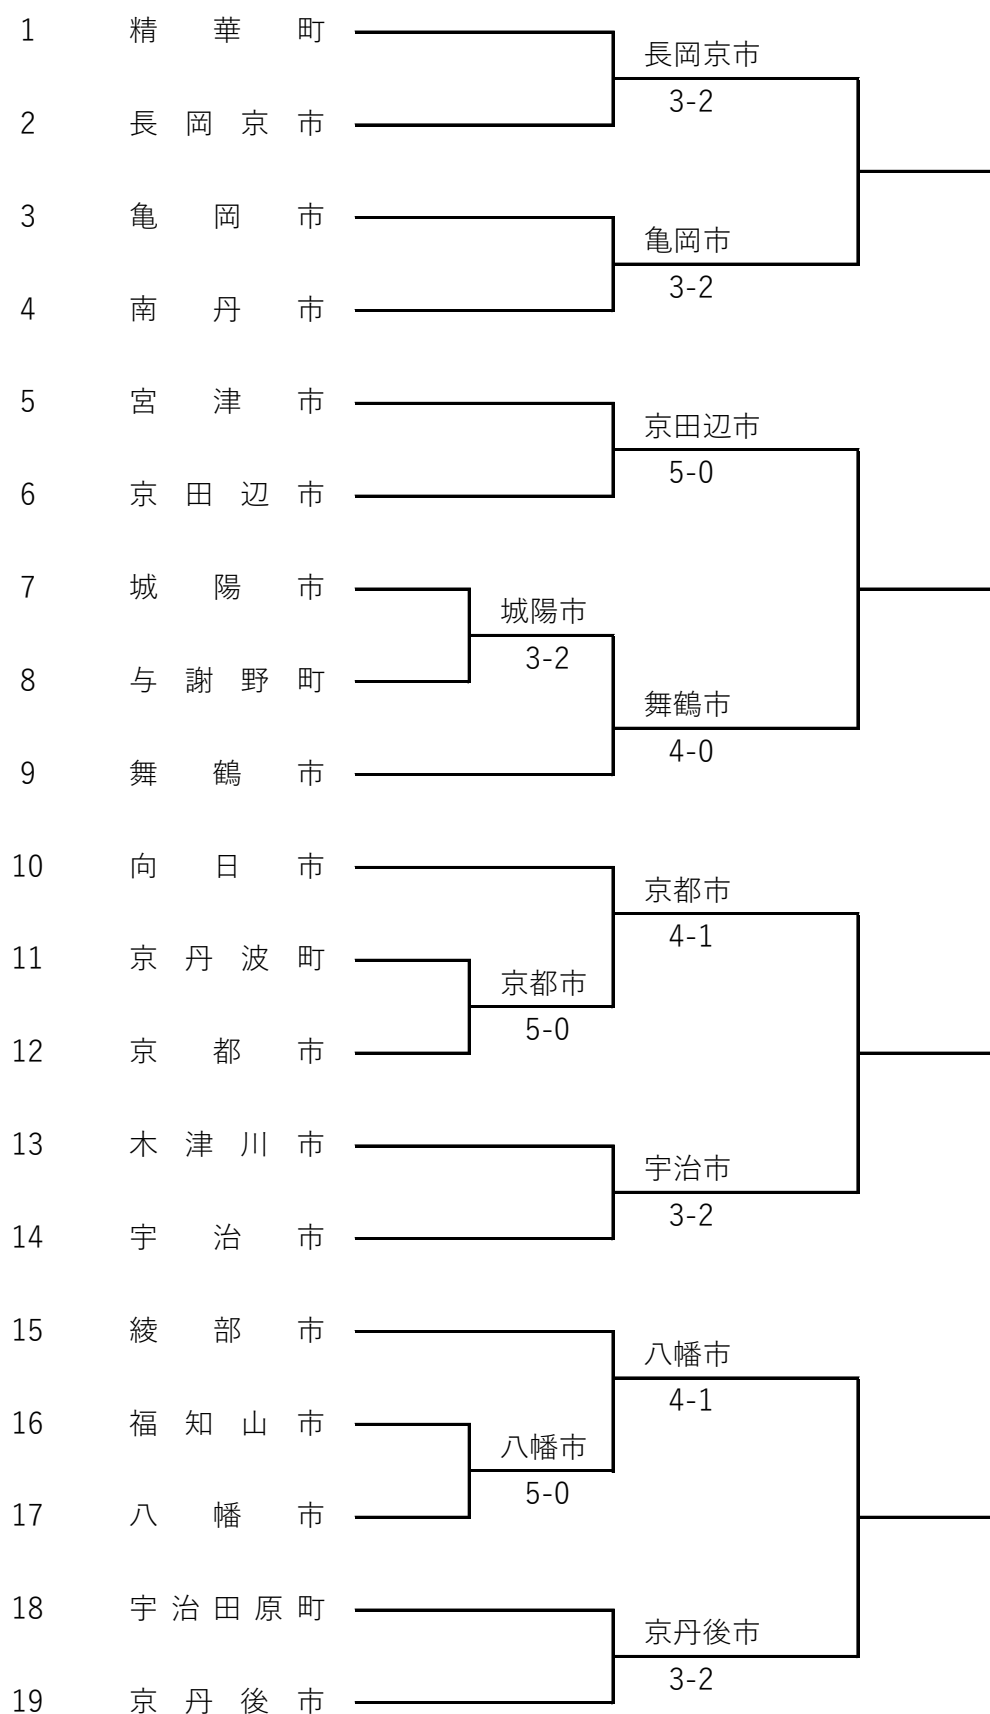 1 精華町
長岡京市
3-2
2 長岡京市
3 亀岡市
亀岡市
3-2
4 南丹市
5 宮津市
京田辺市
5-0
6 京田辺市
7 城陽市
城陽市
3-2
8 与謝野町
舞鶴市
4-0
9 舞鶴市
10 向日市
京都市
4-1
11 京丹波町
京都市
5-0
12 京都市
13 木津川市
宇治市
3-2
14 宇治市
15 綾部市
八幡市
4-1
16 福知山市
八幡市
5-0
17 八幡市
18 宇治田原町
京丹後市
3-2
19 京丹後市